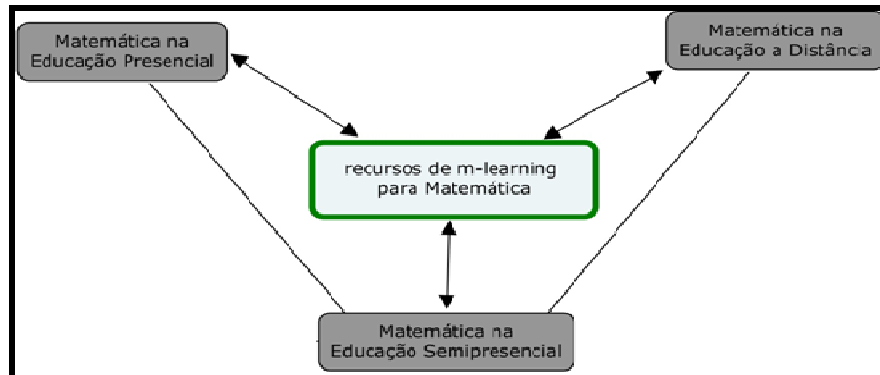 Matemática na
Educação Presencial
Matemática na
Educação a Distância
recursos de m-learning
para Matemática
Matemática na
Educação Semipresencial